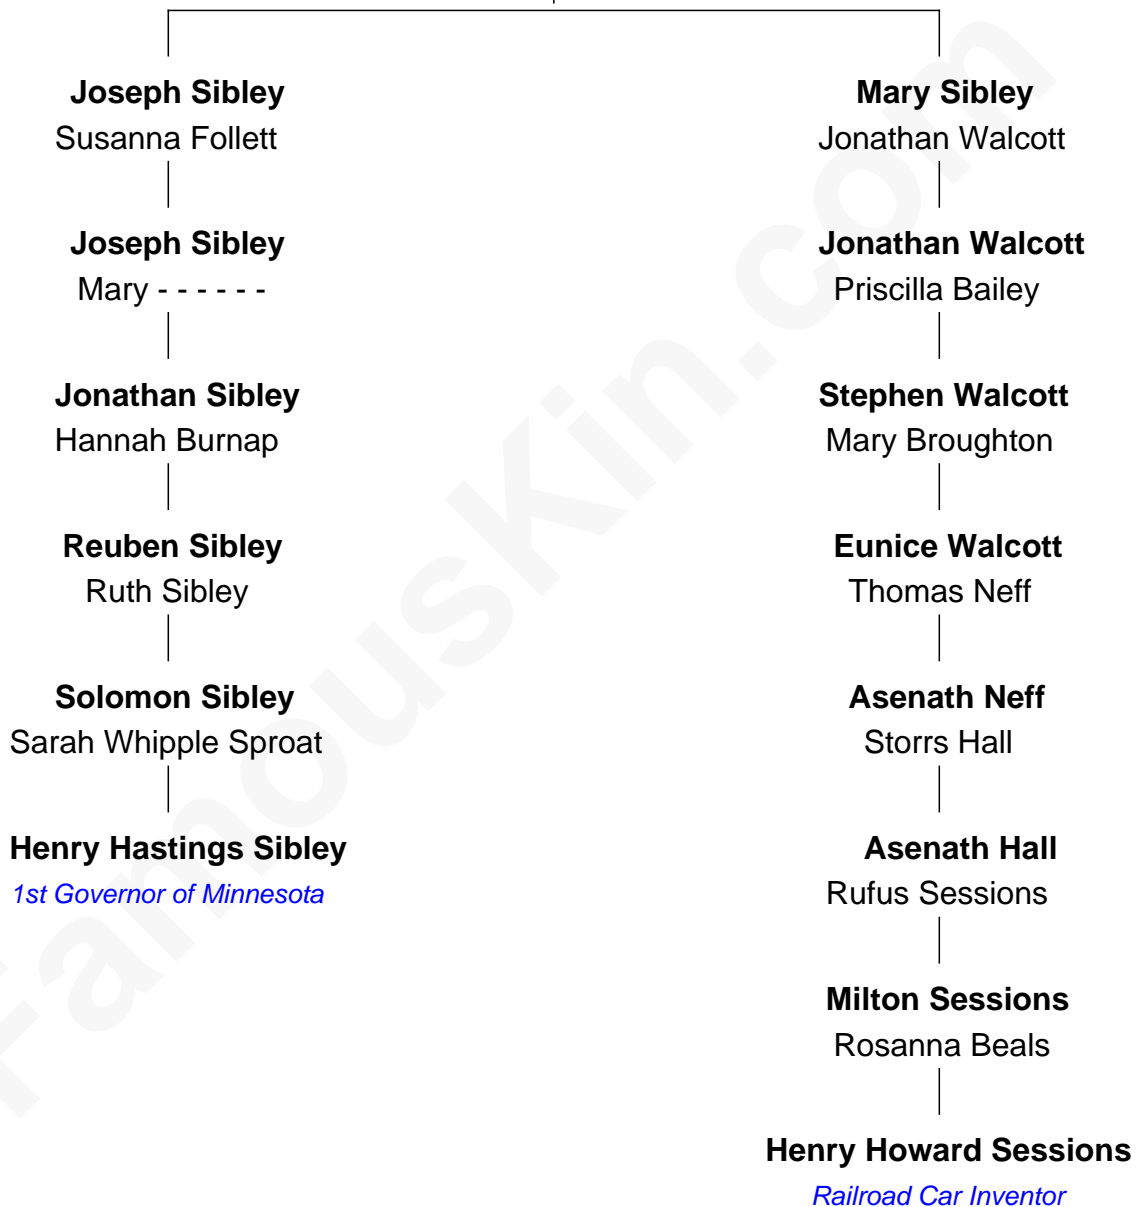 Joseph Sibley
Susanna Follett
Joseph Sibley
Mary - - - - - -
Jonathan Sibley
Hannah Burnap
Reuben Sibley
Ruth Sibley
Solomon Sibley
Sarah Whipple Sproat
Henry Hastings Sibley
1st Governor of Minnesota
Mary Sibley
Jonathan Walcott
Jonathan Walcott
Priscilla Bailey
Stephen Walcott
Mary Broughton
Eunice Walcott
Thomas Neff
Asenath Neff
Storrs Hall
Asenath Hall
Rufus Sessions
Milton Sessions
Rosanna Beals
Henry Howard Sessions
Railroad Car Inventor
FamousKin.com